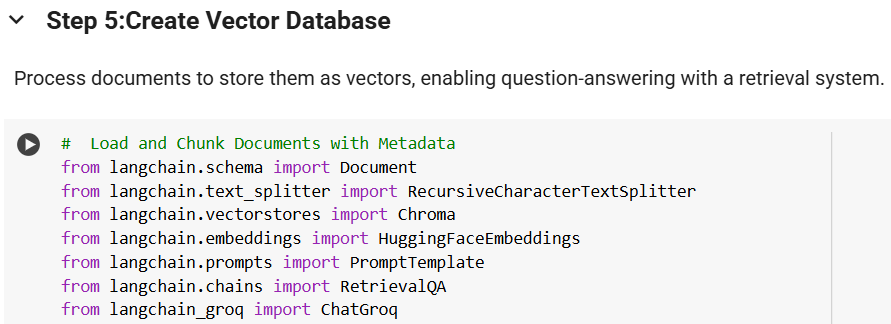 Step 5:Create Vector Database
Process documents to store them as vectors, enabling question-answering with a retrieval system.
#  Load and Chunk Documents with Metadata
from langchain.schema import Document
from langchain.text_splitter import RecursiveCharacterTextSplitter
from langchain.vectorstores import Chroma
from langchain.embeddings import HuggingFaceEmbeddings
from langchain.prompts import PromptTemplate
from langchain.chains import RetrievalQA
from langchain_groq import ChatGroq